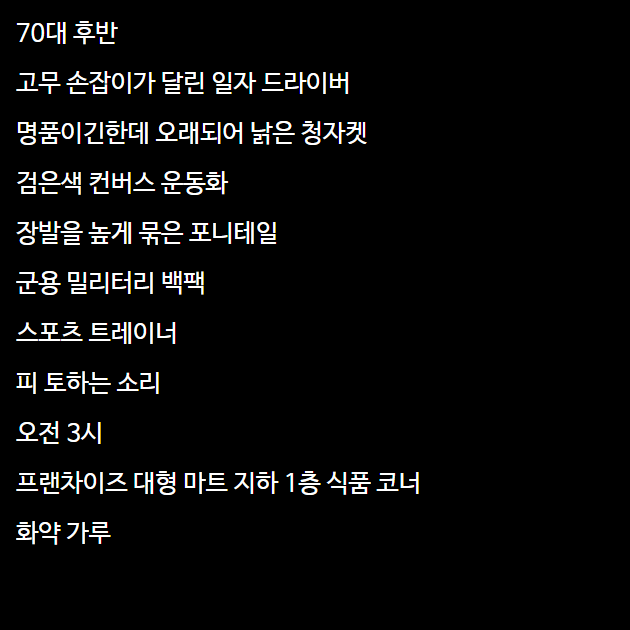 70대 후반
고무 손잡이가 달린 일자 드라이버
명품이긴한데 오래되어 낡은 청자켓
검은색 컨버스 운동화
장발을 높게 묶은 포니테일
군용 밀리터리 백팩
스포츠 트레이너
피 토하는 소리
오전 3시
프랜차이즈 대형 마트 지하 1층 식품 코너
화약 가루